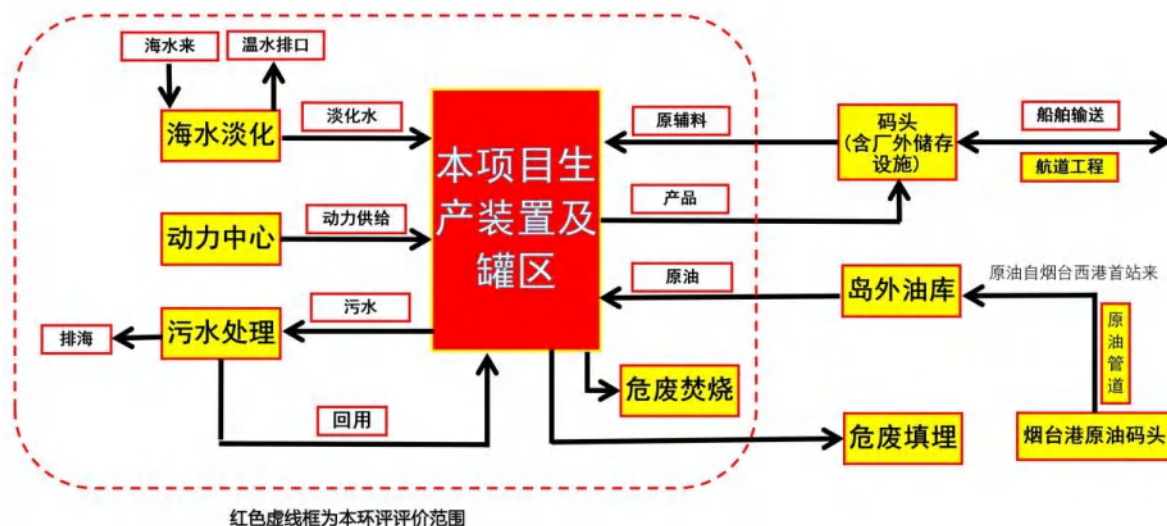 海水来
温水排口
海水淡化
淡化水
动力中心
动力供给
污水处理
污水
排海
回用
本项目生
产装置及
罐区
原辅料
产品
原油
危废焚烧
码头
(含厂外储存
设施)
船舶输送
航道工程
岛外油库
原油自烟台西港首站来
原油管道
危废填埋
烟台港原油码头
红色虚线框为本环评评价范围